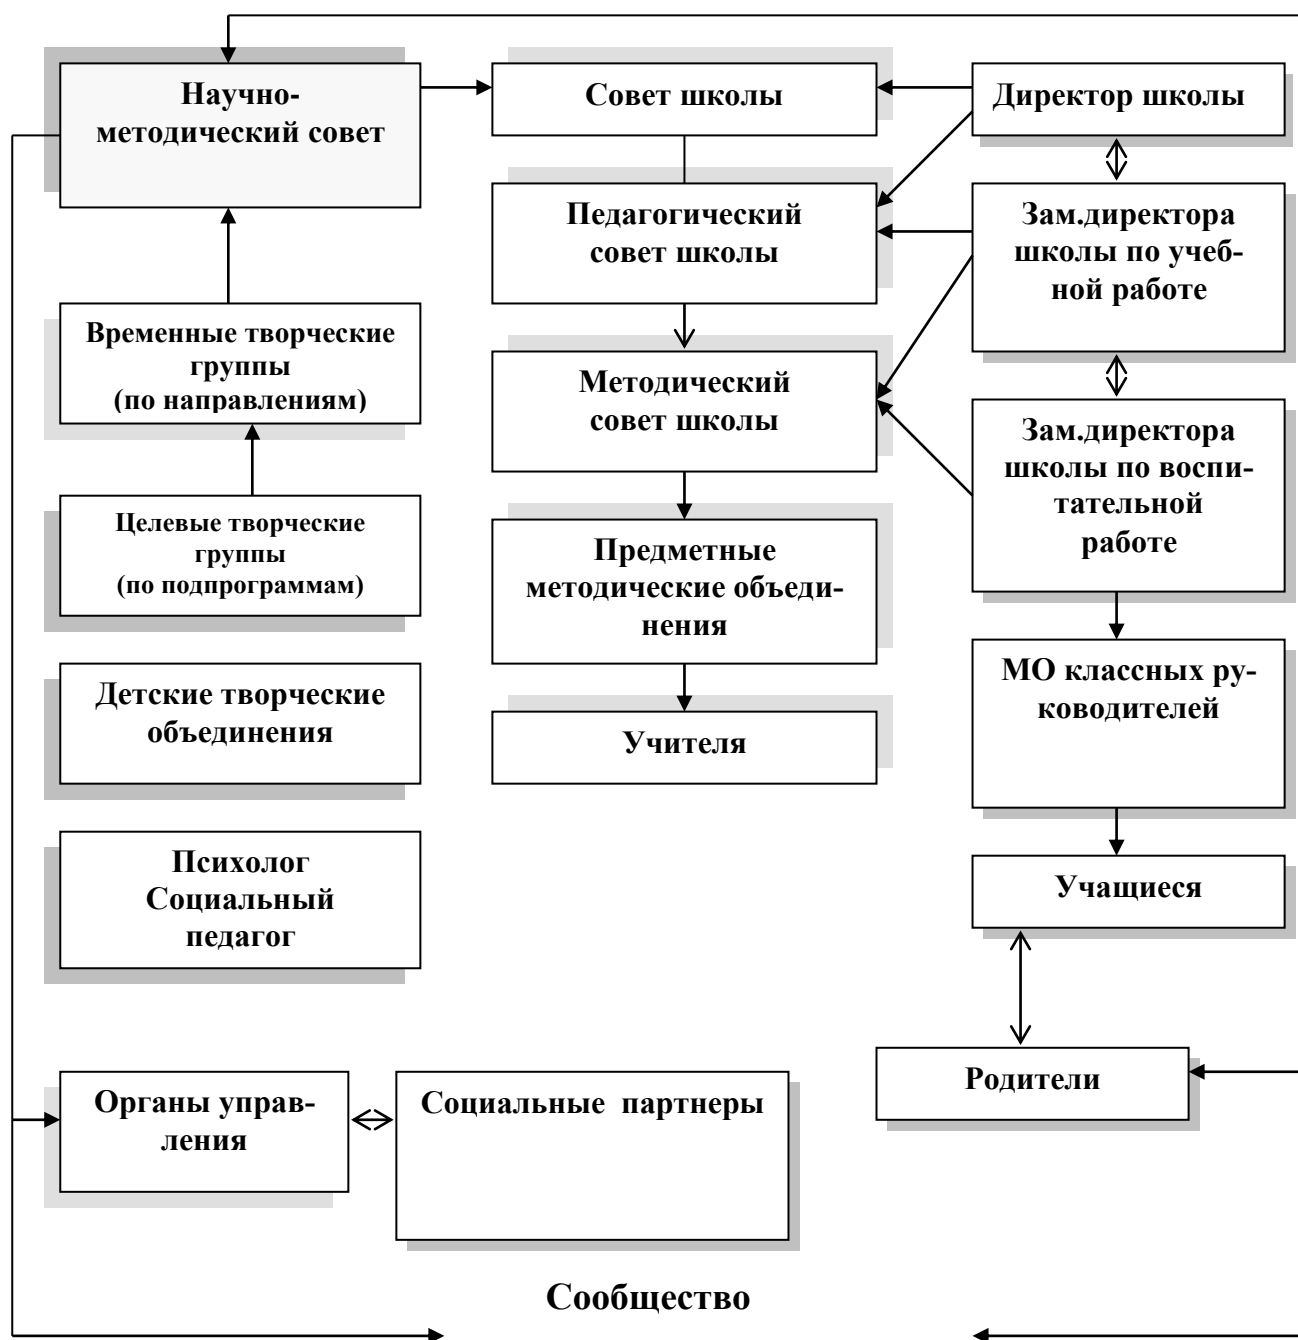 Научно-
методический совет
Совет школы
Директор школы
Педагогический
совет школы
Зам.директора
школы по учеб-
ной работе
Временные творческие
группы
(по направлениям)
Методический
совет школы
Зам.директора
школы по воспи-
тательной
работе
Целевые творческие
группы
(по подпрограммам)
Предметные
методические объеди-
нения
МО классных ру-
ководителей
Детские творческие
объединения
Учителя
Психолог
Социальный
педагог
Учащиеся
Родители
Органы управ-
ления
Социальные партнеры
Сообщество